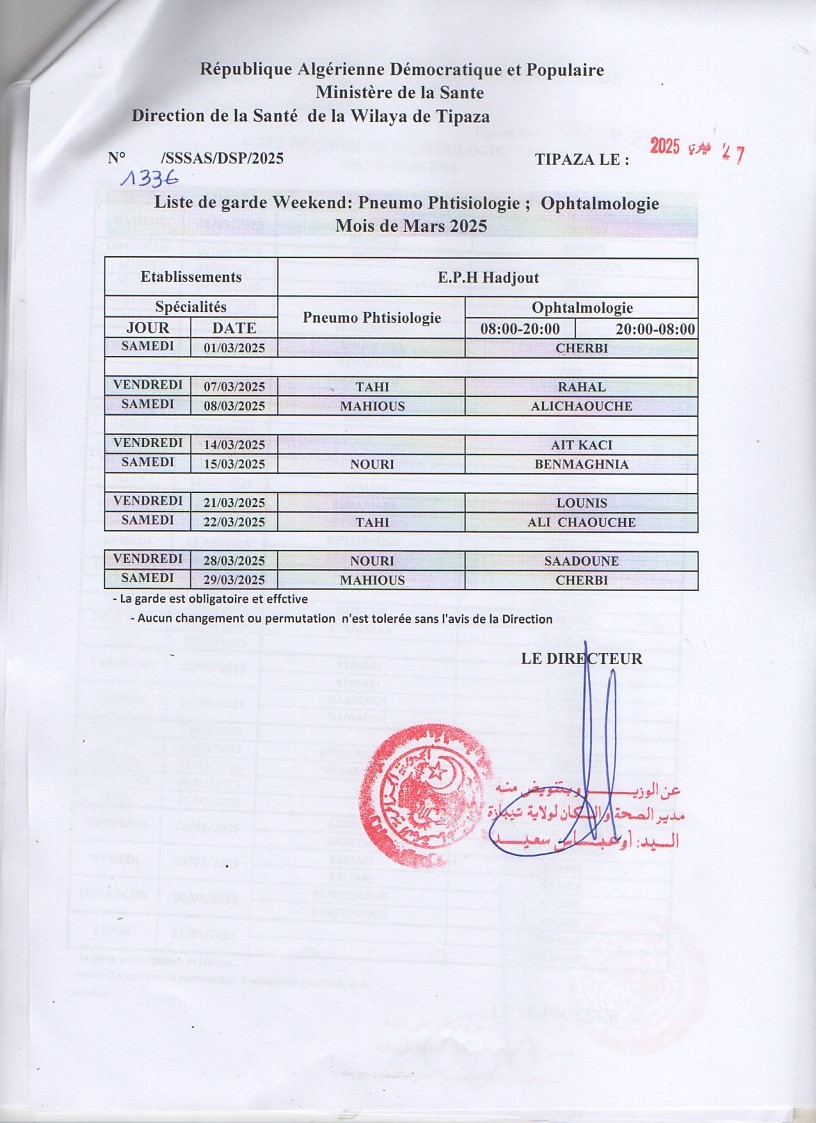 République Algérienne Démocratique et Populaire
Ministère de la Sante
Direction de la Santé de la Wilaya de Tipaza
N° /SSSAS/DSP/2025 TIPAZA LE : 27 فيفري 2025
1336
Liste de garde Weekend: Pneumo Phtisiologie ; Ophtalmologie
Mois de Mars 2025
Etablissements E.P.H Hadjout
Spécialités Pneumo Phtisiologie Ophtalmologie
JOUR DATE 08:00-20:00 20:00-08:00
SAMEDI 01/03/2025 CHERBI
VENDREDI 07/03/2025 TAHI RAHAL
SAMEDI 08/03/2025 MAHIOUS ALICHAOUCHE
VENDREDI 14/03/2025 AIT KACI
SAMEDI 15/03/2025 NOURI BENMAGHNIA
VENDREDI 21/03/2025 LOUNIS
SAMEDI 22/03/2025 TAHI ALI CHAOUCHE
VENDREDI 28/03/2025 NOURI SAADOUNE
SAMEDI 29/03/2025 MAHIOUS CHERBI
- La garde est obligatoire et effctive
- Aucun changement ou permutation n'est tolerée sans l'avis de la Direction
LE DIRECTEUR
عن الوزير وبتفويض منه
مدير الصحة والسكان لولاية تيبازة
السيد: أوعباس سعيد